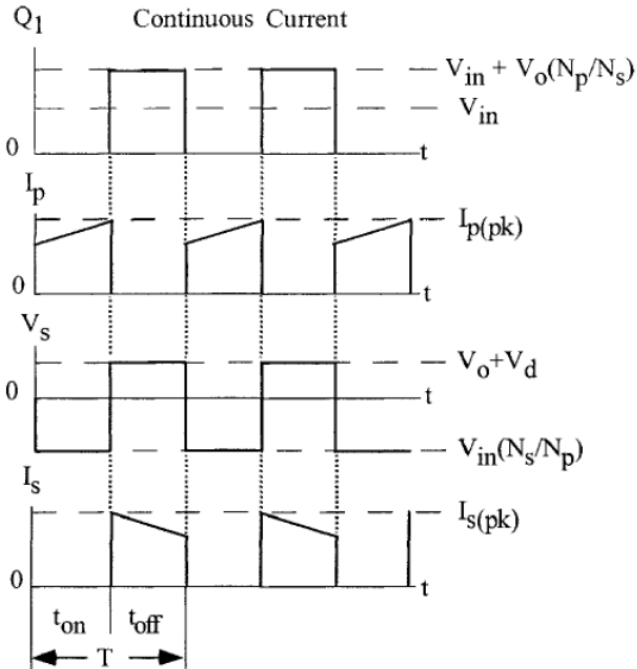 Q1 Continuous Current
Vin + Vo(Np/Ns)
Vin
0 t
Ip
Ip(pk)
0 t
Vs
Vo+Vd
0 t
Vin(Ns/Np)
Is
Is(pk)
0 t
ton toff
T